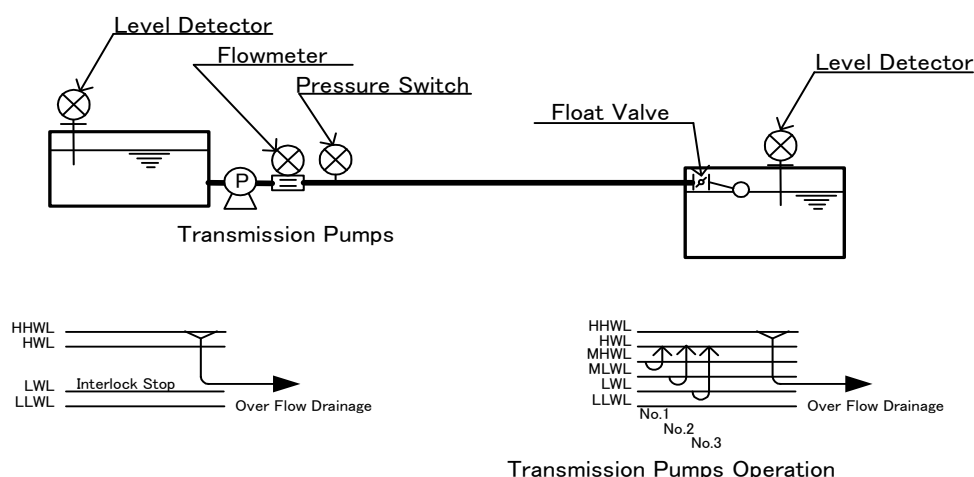 Level Detector
Flowmeter
Pressure Switch
Level Detector
Float Valve
P
Transmission Pumps
HHWL
HWL
LWL Interlock Stop
LLWL
Over Flow Drainage
HHWL
HWL
MHWL
MLWL
LWL
LLWL
No.1
No.2
No.3
Over Flow Drainage
Transmission Pumps Operation